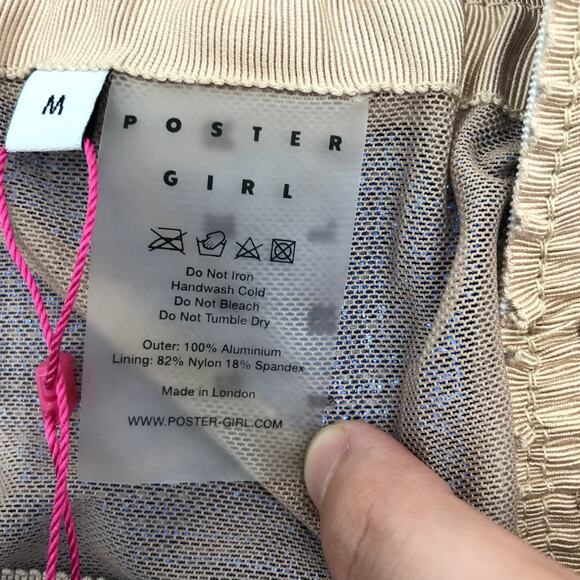 M
POSTER
GIRL
Do Not Iron
Handwash Cold
Do Not Bleach
Do Not Tumble Dry
Outer: 100% Aluminium
Lining: 82% Nylon 18% Spandex
Made in London
WWW.POSTER-GIRL.COM